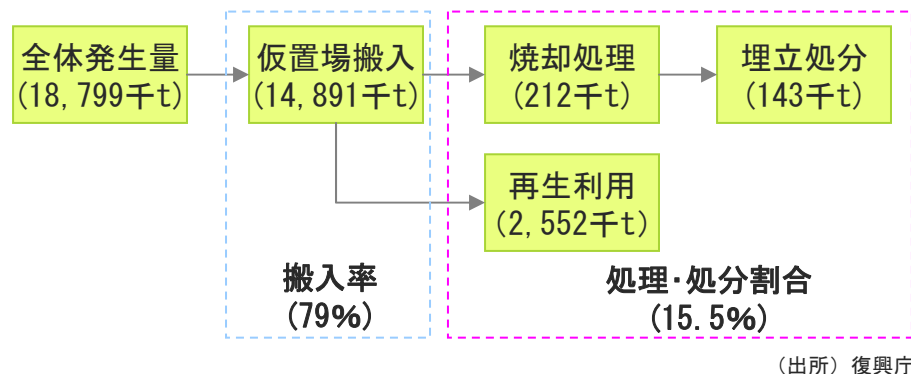 全体発生量
(18,799千t)
仮置場搬入
(14,891千t)
焼却処理
(212千t)
埋立処分
(143千t)
再生利用
(2,552千t)
搬入率
(79%)
処理・処分割合
(15.5%)
(出所)復興庁